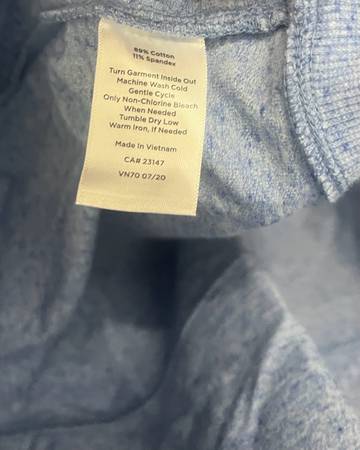 89% Cotton
11% Spandex
Turn Garment Inside Out
Machine Wash Cold
Gentle Cycle
Only Non-Chlorine Bleach
When Needed
Tumble Dry Low
Warm Iron, If Needed
Made in Vietnam
CA# 23147
VN70 07/20